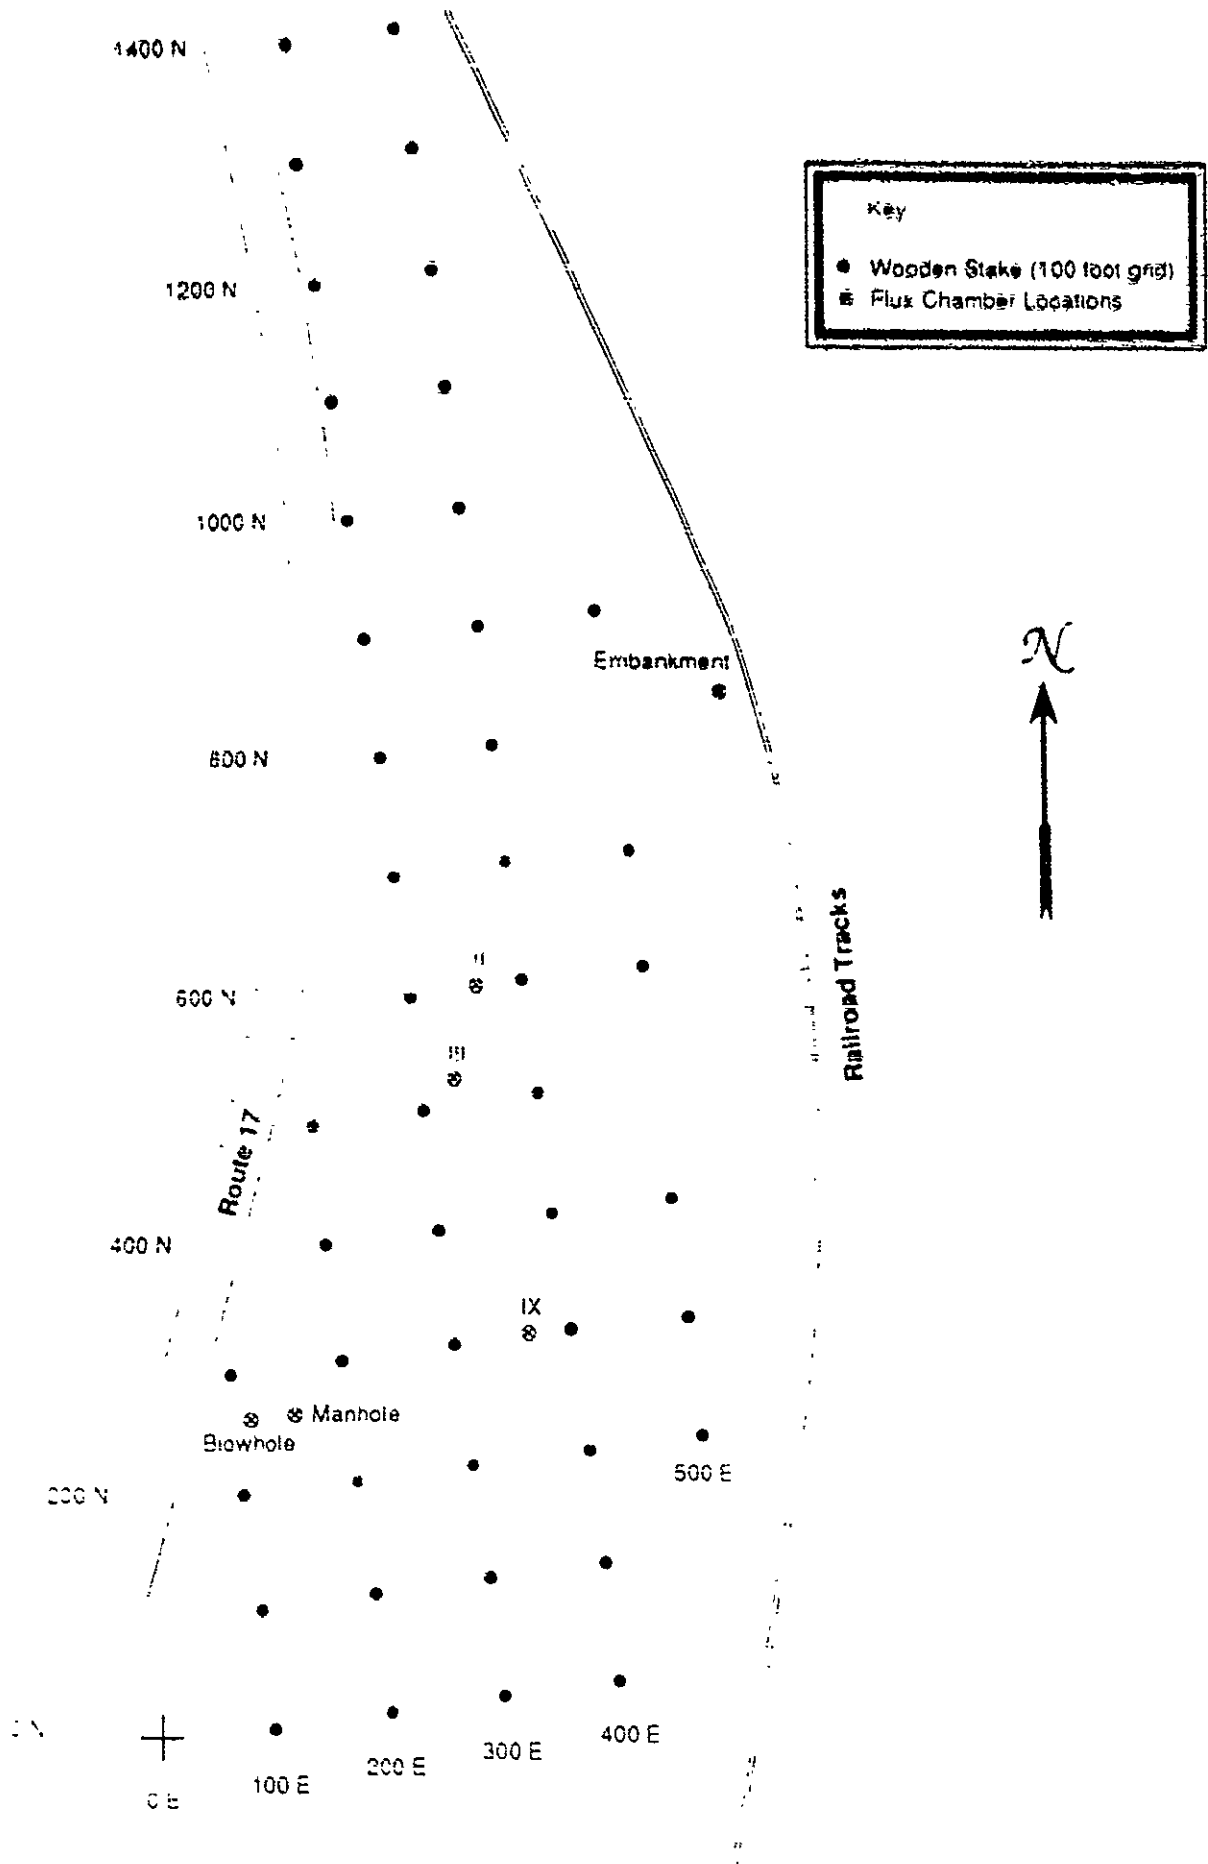 1400 N
Key
Wooden Stake (100 foot grid)
Flux Chamber Locations
1200 N
1000 N
N
Embankment
800 N
Railroad Tracks
II
600 N
III
Route 17
400 N
IX
Manhole
Blowhole
500 E
200 N
0 N
400 E
300 E
200 E
100 E
0 E